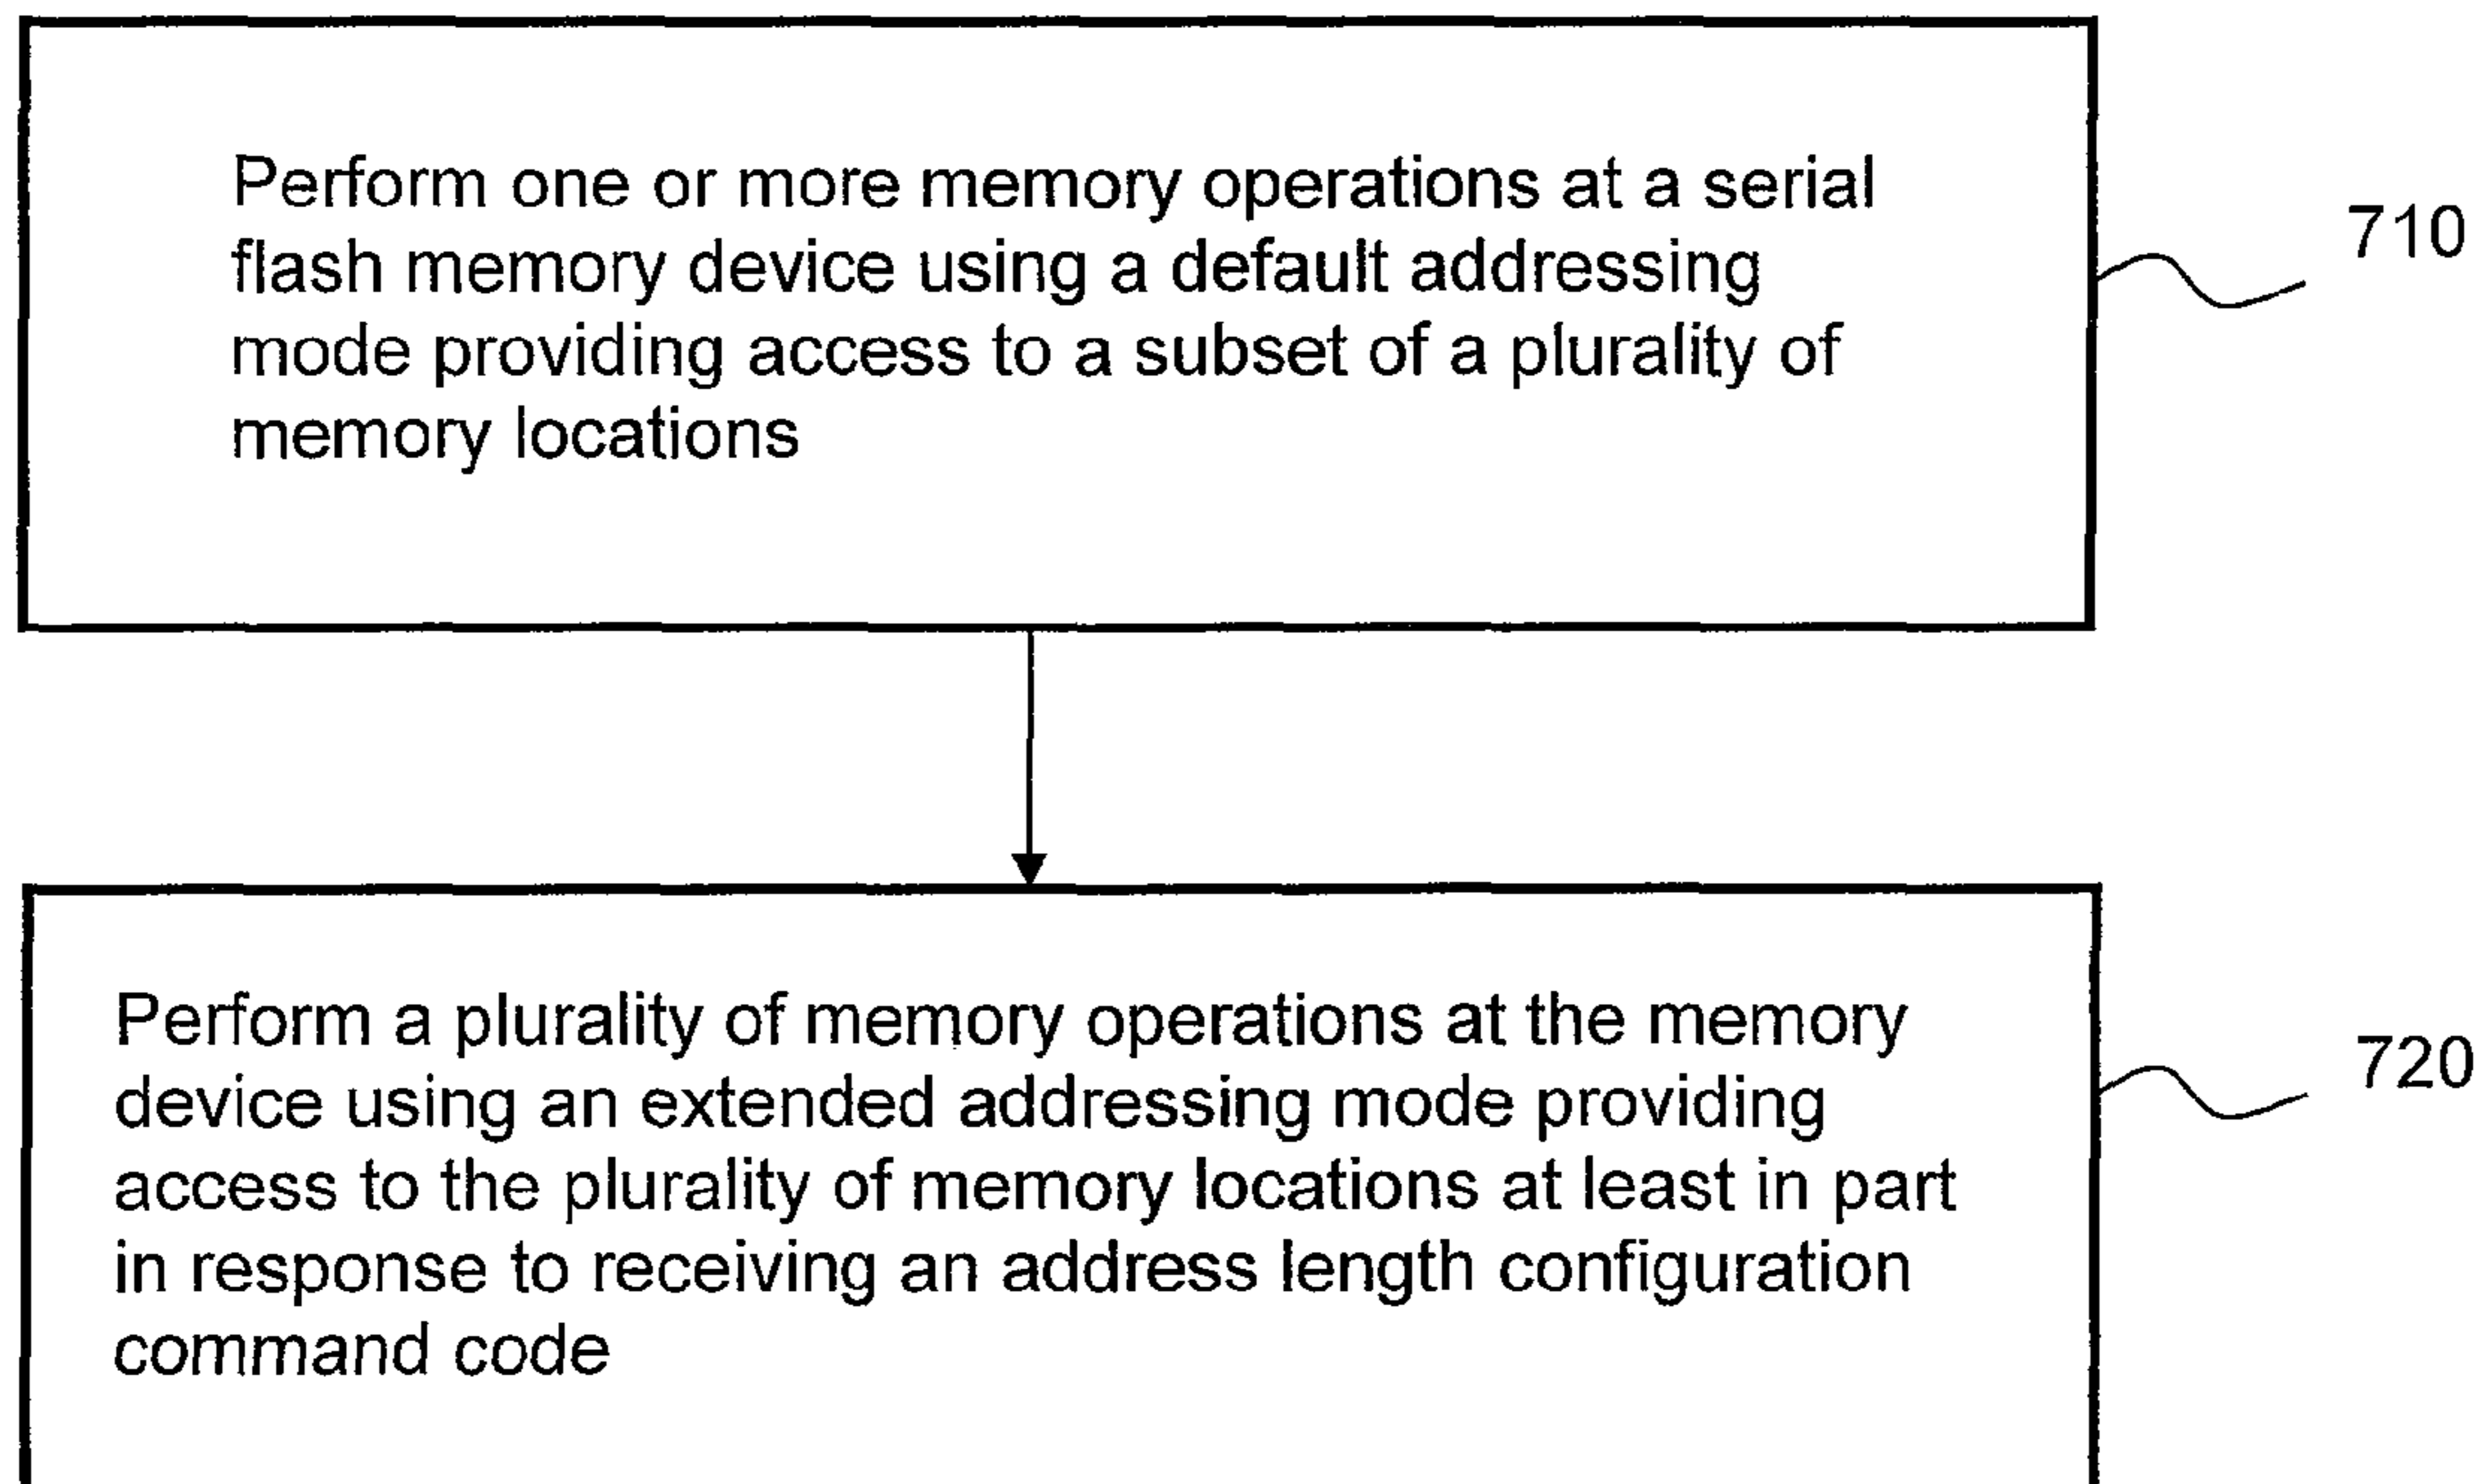 Perform one or more memory operations at a serial
flash memory device using a default addressing
mode providing access to a subset of a plurality of
memory locations
710
Perform a plurality of memory operations at the memory
device using an extended addressing mode providing
access to the plurality of memory locations at least in part
in response to receiving an address length configuration
command code
720